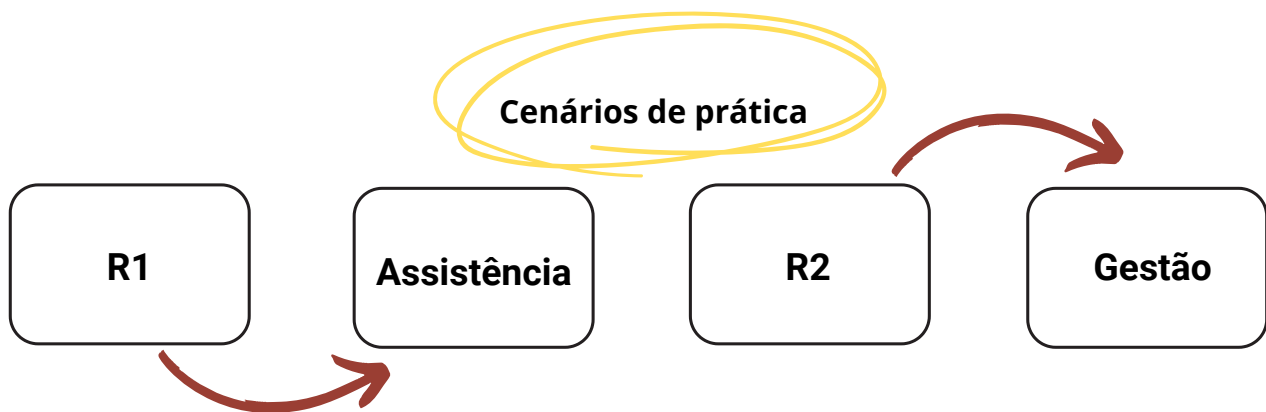 Cenários de prática
R1
Assistência
R2
Gestão